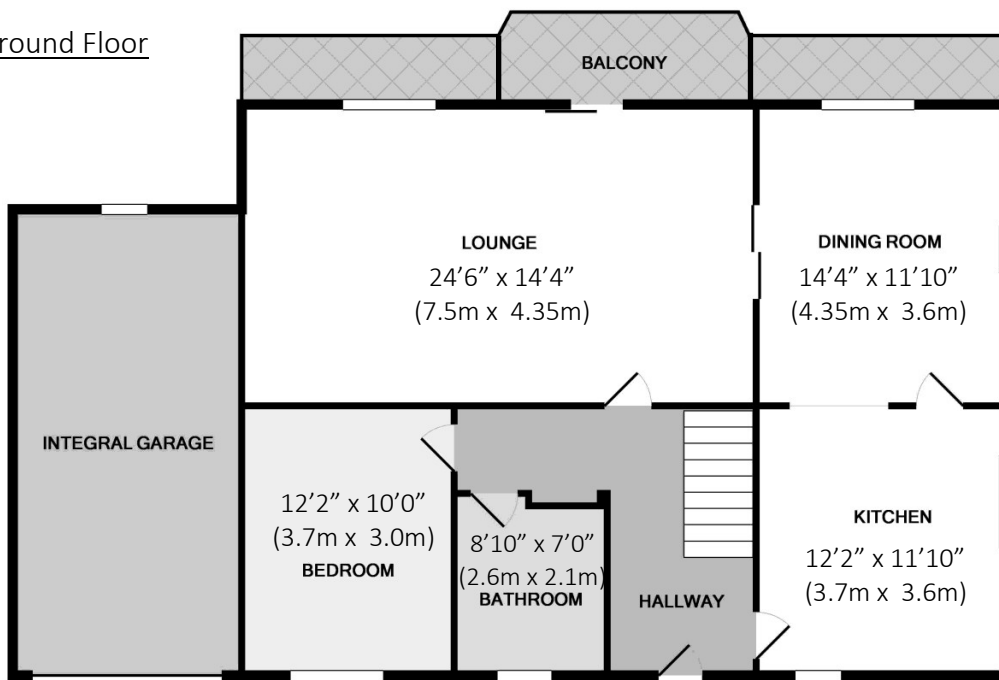 round Floor
BALCONY
LOUNGE
24’6” x 14’4”
(7.5m x 4.35m)
DINING ROOM
14’4” x 11’10”
(4.35m x 3.6m)
INTEGRAL GARAGE
12’2” x 10’0”
(3.7m x 3.0m)
BEDROOM
8’10” x 7’0”
(2.6m x 2.1m)
BATHROOM
HALLWAY
KITCHEN
12’2” x 11’10”
(3.7m x 3.6m)